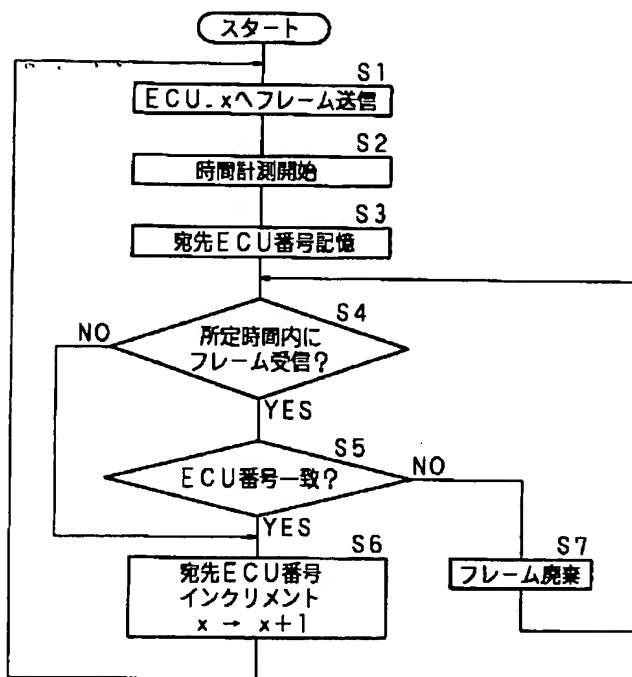 スタート
S1
ECU_xへフレーム送信
S2
時間計測開始
S3
宛先ECU番号記憶
S4
NO
所定時間内に
フレーム受信?
YES
S5
ECU番号一致?
NO
YES
S6
宛先ECU番号
インクリメント
x → x+1
S7
フレーム廃棄